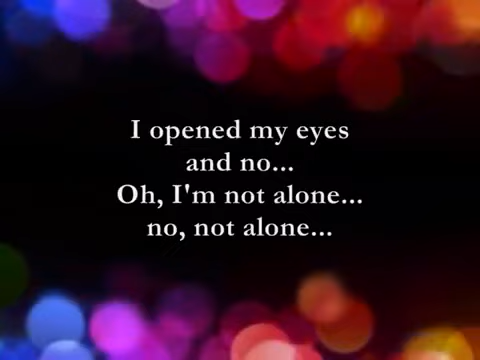 I opened my eyes
and no...
Oh, I'm not alone...
no, not alone...